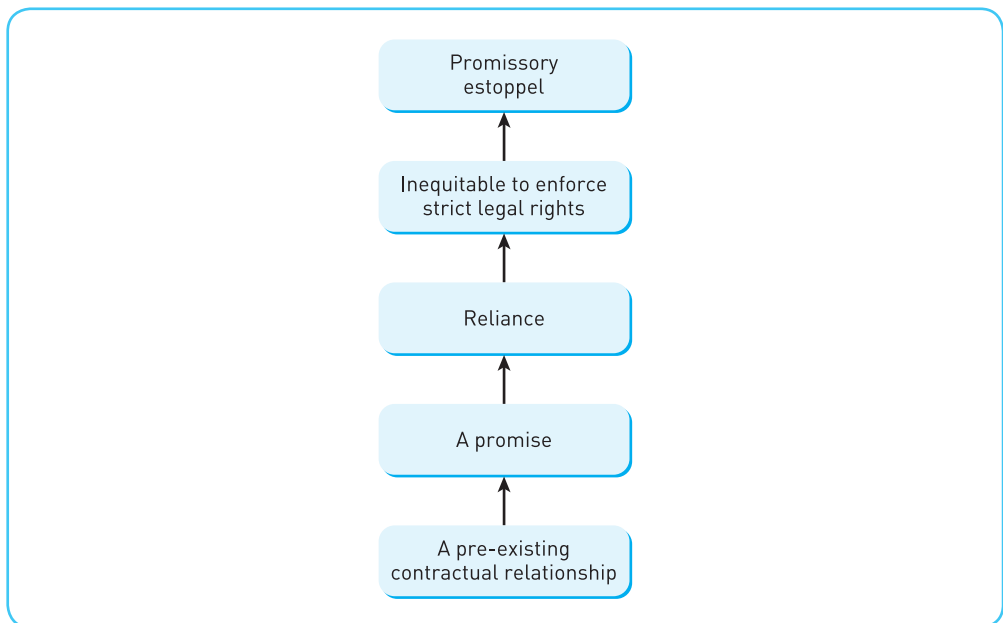 Promissory
estoppel
Inequitable to enforce
strict legal rights
Reliance
A promise
A pre-existing
contractual relationship